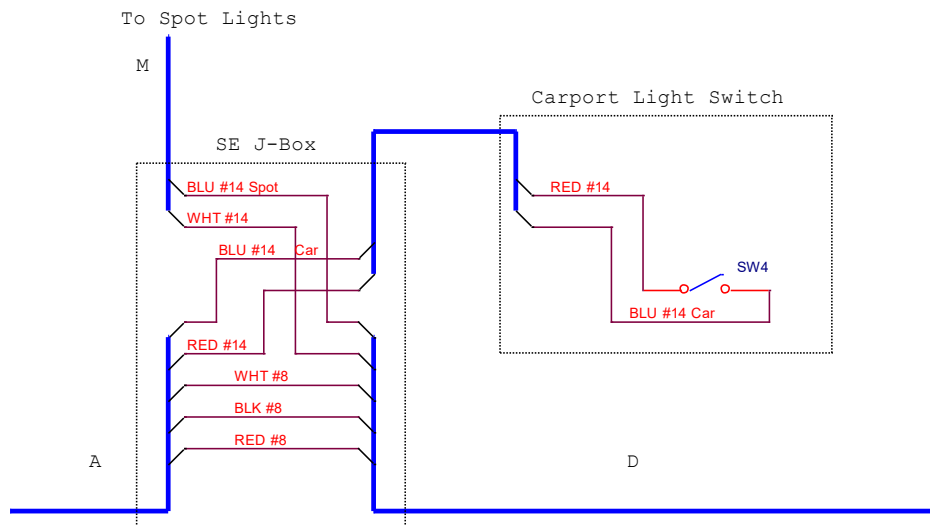 To Spot Lights
M
Carport Light Switch
SE J-Box
BLU #14 Spot
RED #14
WHT #14
BLU #14 Car
SW4
BLU #14 Car
RED #14
WHT #8
BLK #8
RED #8
A
D